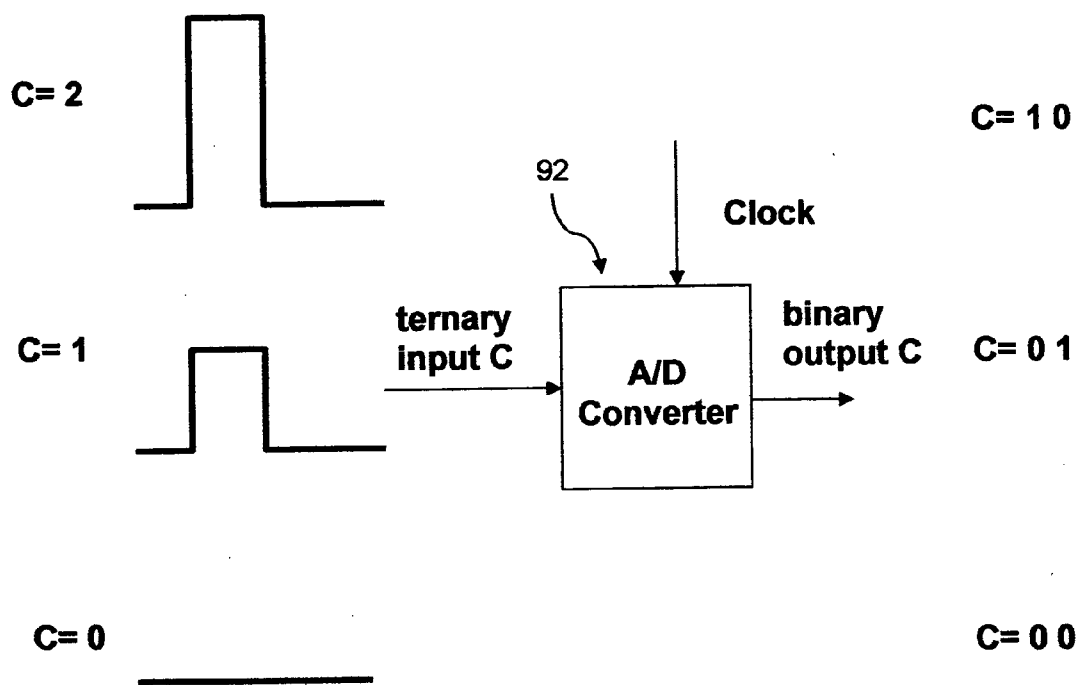 C= 2
C= 1 0
92
Clock
ternary
input C
binary
output C
C= 1
C= 0 1
A/D
Converter
C= 0
C= 0 0